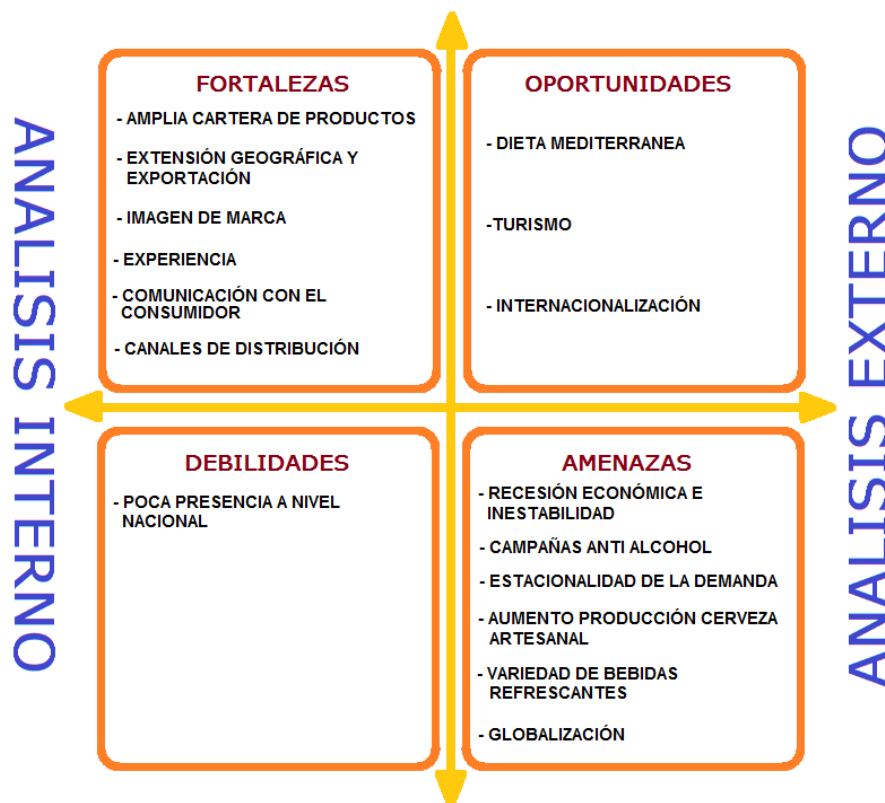 ANALISIS INTERNO
FORTALEZAS
- AMPLIA CARTERA DE PRODUCTOS
- EXTENSIÓN GEOGRÁFICA Y
EXPORTACIÓN
- IMAGEN DE MARCA
- EXPERIENCIA
- COMUNICACIÓN CON EL
CONSUMIDOR
- CANALES DE DISTRIBUCIÓN
OPORTUNIDADES
- DIETA MEDITERRANEA
-TURISMO
- INTERNACIONALIZACIÓN
DEBILIDADES
- POCA PRESENCIA A NIVEL
NACIONAL
AMENAZAS
- RECESIÓN ECONÓMICA E
INESTABILIDAD
- CAMPAÑAS ANTI ALCOHOL
- ESTACIONALIDAD DE LA DEMANDA
- AUMENTO PRODUCCIÓN CERVEZA
ARTESANAL
- VARIEDAD DE BEBIDAS
REFRESCANTES
- GLOBALIZACIÓN
ANALISIS EXTERNO